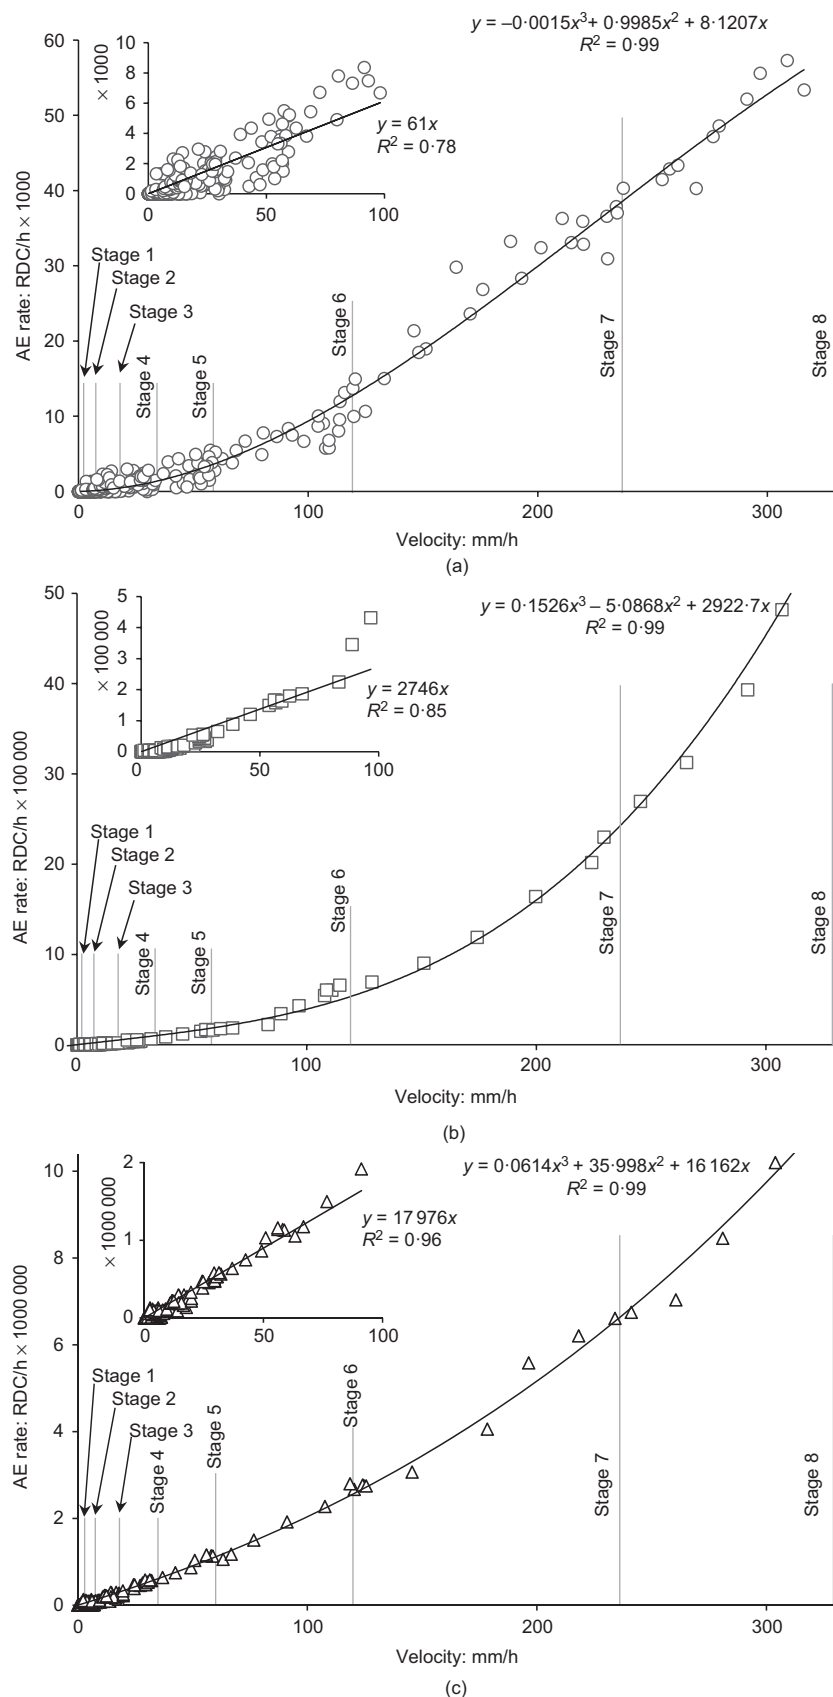 y = –0·0015x³+ 0·9985x² + 8·1207x
R² = 0·99
60
50
40
30
20
10
0
AE rate: RDC/h × 1000
10
8
6
4
2
0
× 1000
y = 61x
R² = 0·78
0
50
100
Stage 1
Stage 2
Stage 3
Stage 4
Stage 5
Stage 6
Stage 7
Stage 8
0
100
200
300
Velocity: mm/h
(a)
y = 0·1526x³ – 5·0868x² + 2922·7x
R² = 0·99
50
40
30
20
10
0
AE rate: RDC/h × 100 000
5
4
3
2
1
0
× 100 000
y = 2746x
R² = 0·85
0
50
100
Stage 1
Stage 2
Stage 3
Stage 4
Stage 5
Stage 6
Stage 7
Stage 8
0
100
200
300
Velocity: mm/h
(b)
y = 0·0614x³ + 35·998x² + 16 162x
R² = 0·99
10
8
6
4
2
0
AE rate: RDC/h × 1000 000
2
1
0
× 1000 000
y = 17 976x
R² = 0·96
0
50
100
Stage 1
Stage 2
Stage 3
Stage 4
Stage 5
Stage 6
Stage 7
Stage 8
0
100
200
300
Velocity: mm/h
(c)